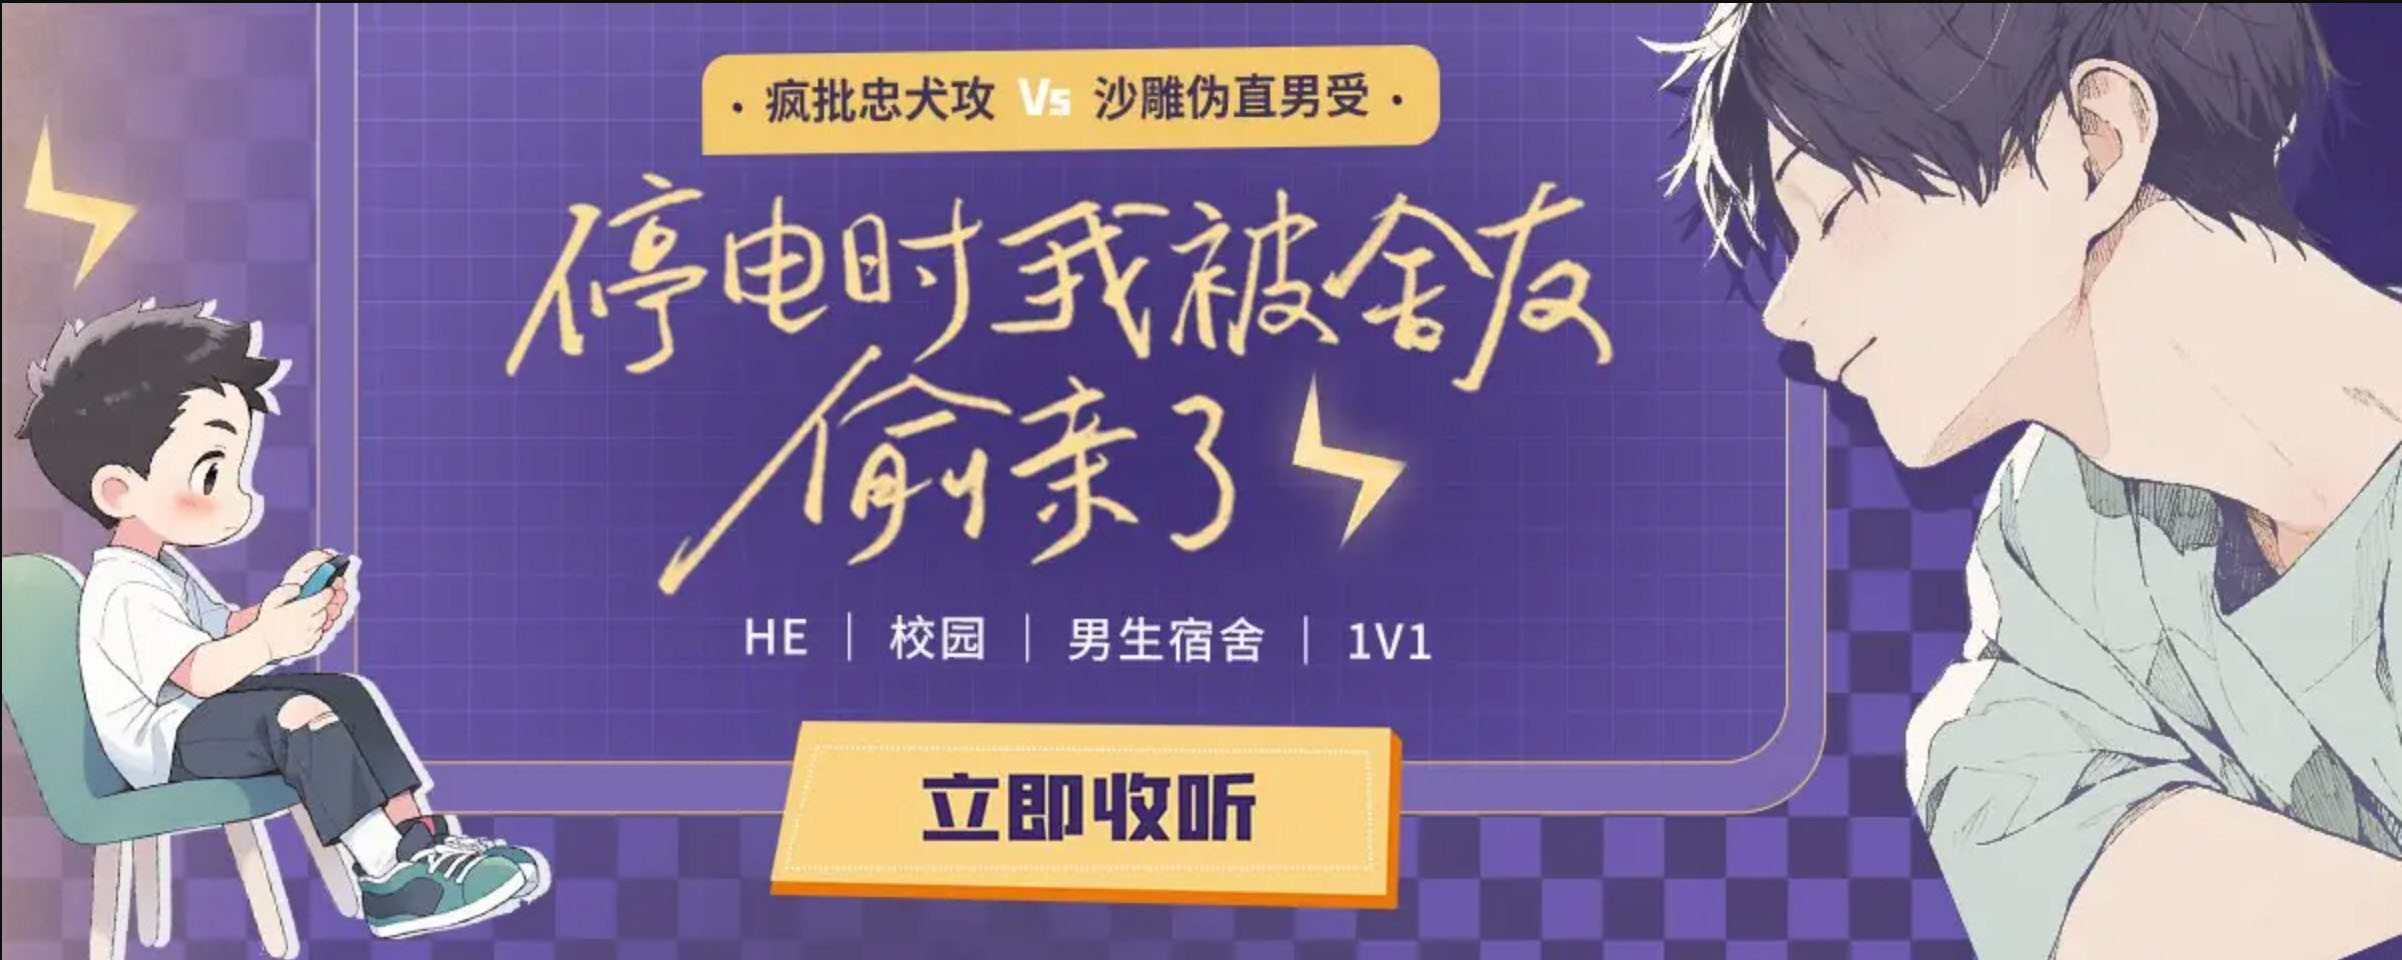 · 疯批忠犬攻 Vs 沙雕伪直男受 ·
停电时我被舍友
偷亲了
HE | 校园 | 男生宿舍 | 1V1
立即收听